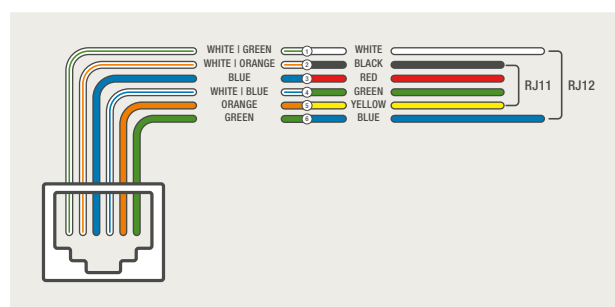 WHITE | GREEN 1 WHITE
WHITE | ORANGE 2 BLACK
BLUE 3 RED
WHITE | BLUE 4 GREEN
ORANGE 5 YELLOW
GREEN 6 BLUE
RJ11 RJ12